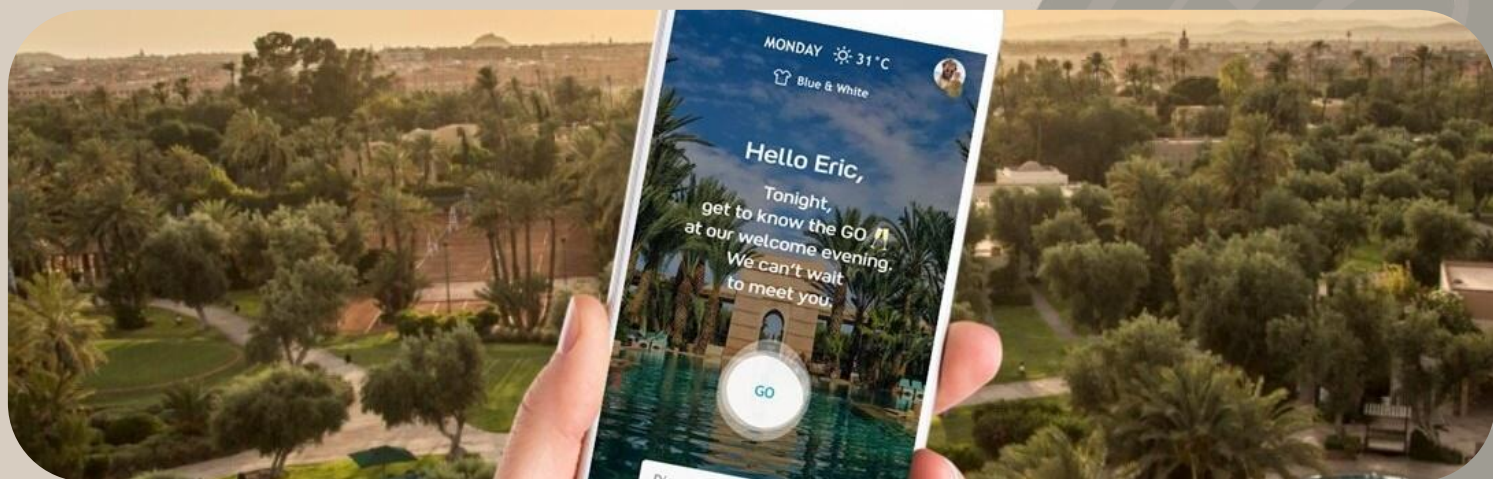 MONDAY 31°C
Blue & White
Hello Eric,
Tonight,
get to know the GO 🥂
at our welcome evening.
We can't wait
to meet you.
GO